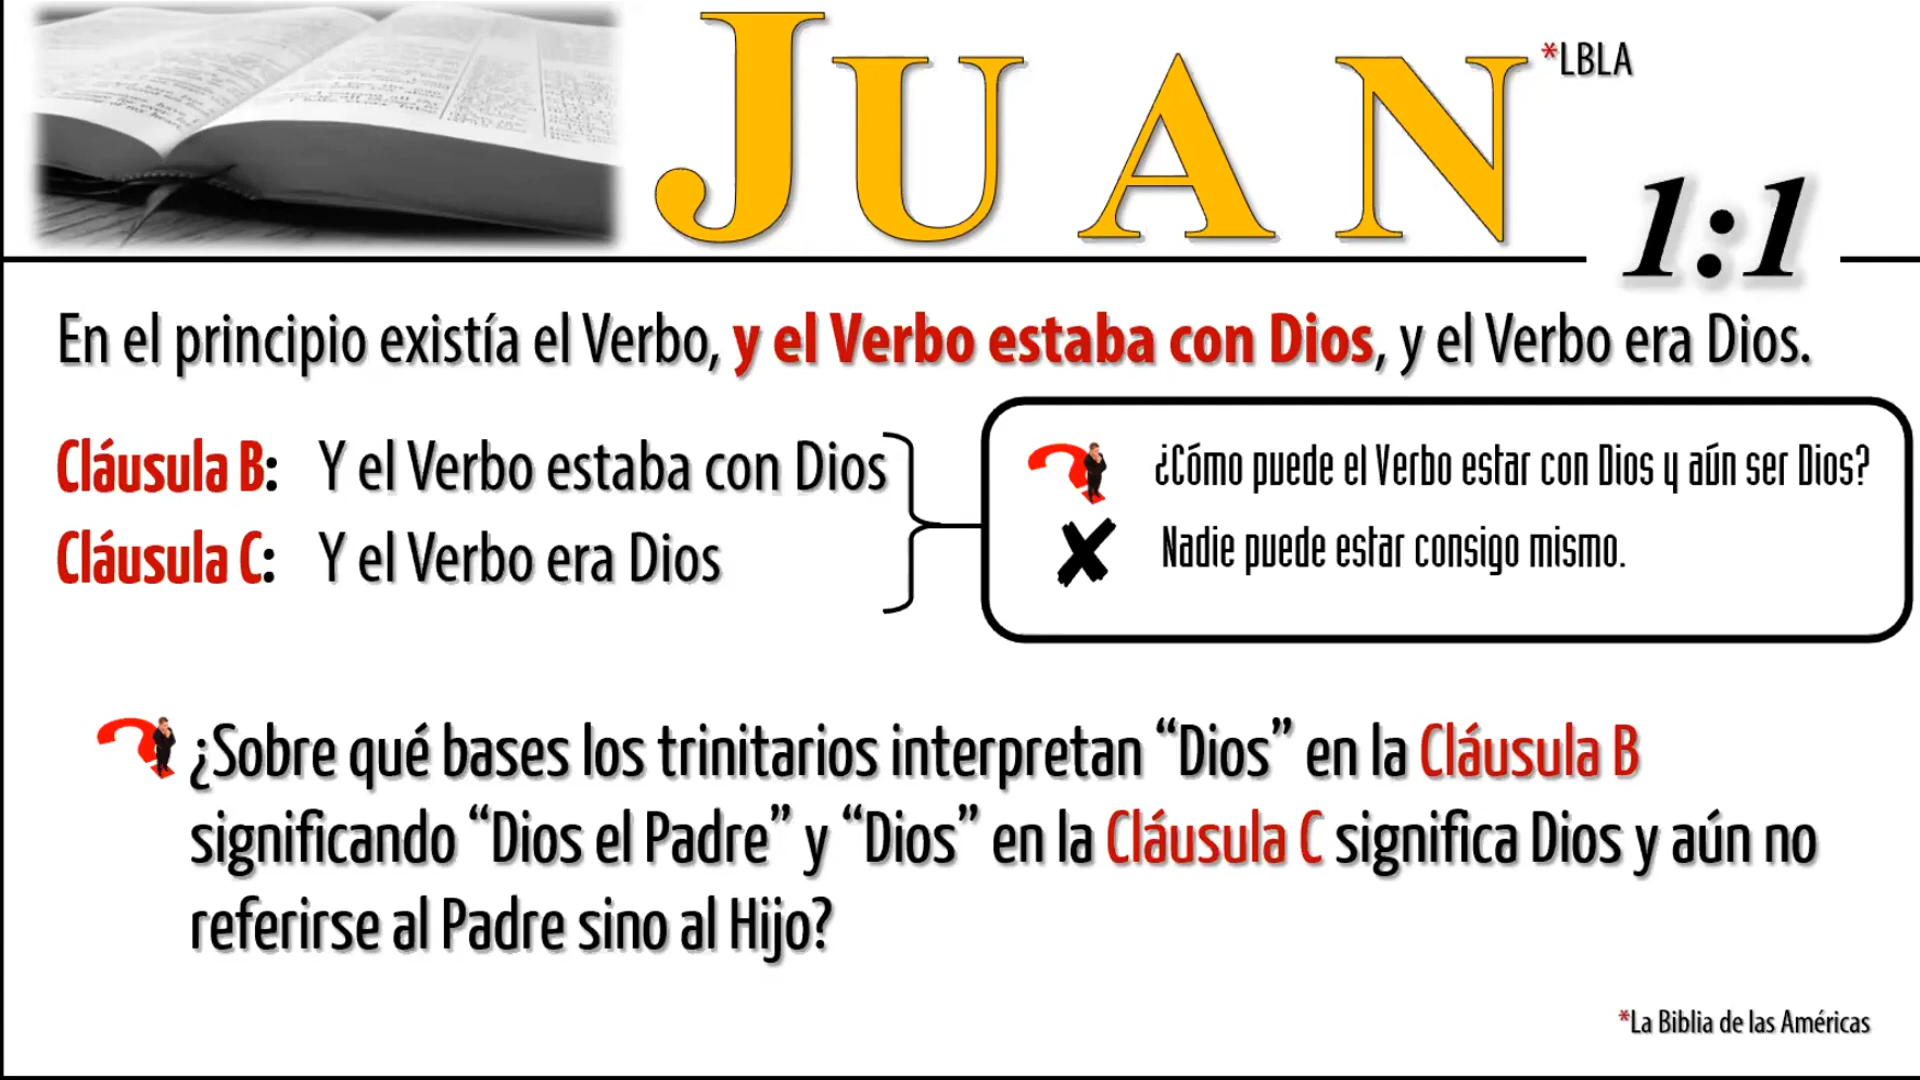 JUAN
*LBLA
1:1
En el principio existía el Verbo, y el Verbo estaba con Dios, y el Verbo era Dios.
Cláusula B: Y el Verbo estaba con Dios
Cláusula C: Y el Verbo era Dios
¿Cómo puede el Verbo estar con Dios y aún ser Dios?
Nadie puede estar consigo mismo.
¿Sobre qué bases los trinitarios interpretan “Dios” en la Cláusula B
significando “Dios el Padre” y “Dios” en la Cláusula C significa Dios y aún no
referirse al Padre sino al Hijo?
*La Biblia de las Américas